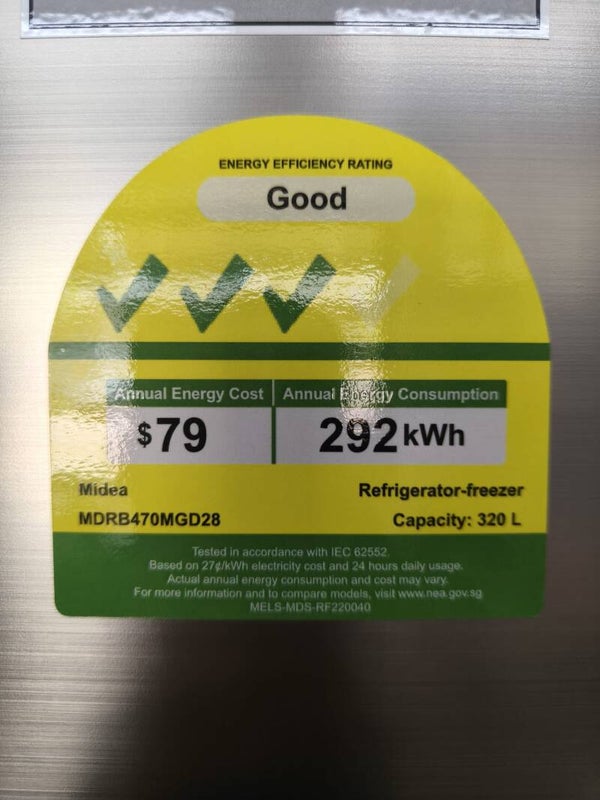 ENERGY EFFICIENCY RATING
Good
Annual Energy Cost
$79
Annual Energy Consumption
292 kWh
Midea
MDRB470MGD28
Refrigerator-freezer
Capacity: 320 L
Tested in accordance with IEC 62552.
Based on 27¢/kWh electricity cost and 24 hours daily usage.
Actual annual energy consumption and cost may vary.
For more information and to compare models, visit www.nea.gov.sg
MELS-MDS-RF220040